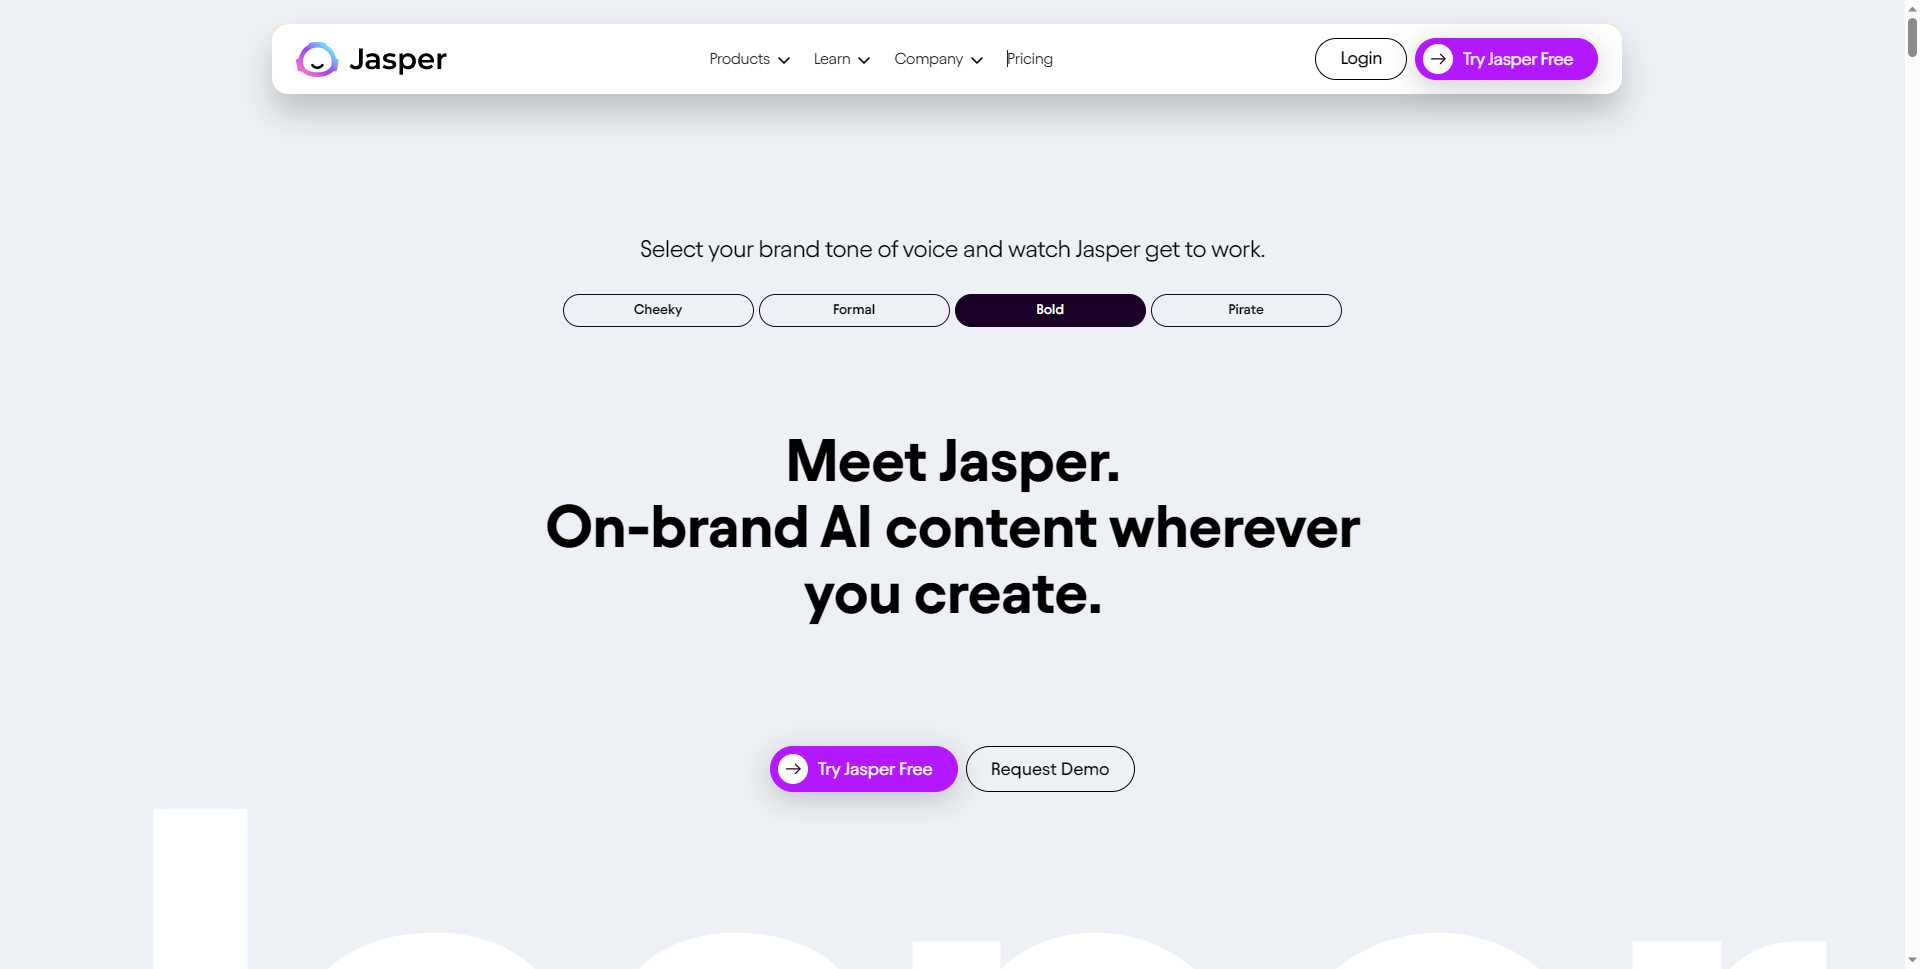 Jasper
Products
Learn
Company
Pricing
Login
Try Jasper Free
Select your brand tone of voice and watch Jasper get to work.
Cheeky
Formal
Bold
Pirate
Meet Jasper.
On-brand AI content wherever
you create.
Try Jasper Free
Request Demo